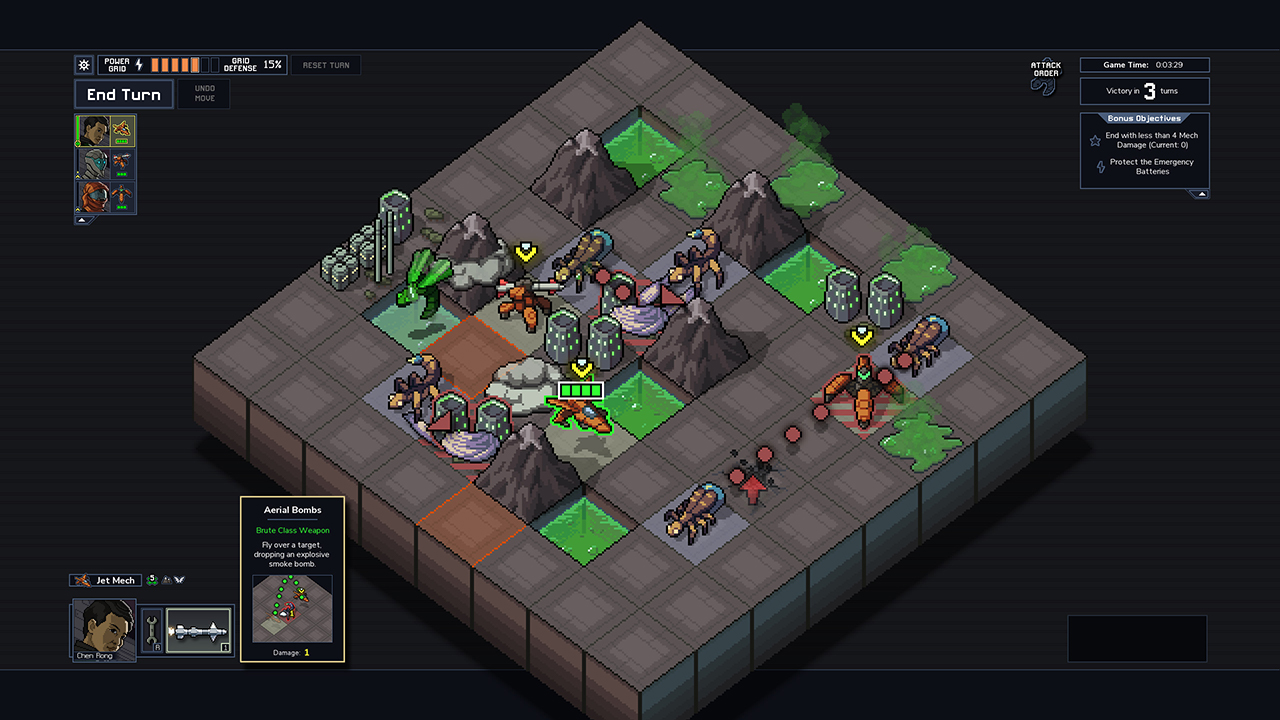 POWER
GRID
GRID
DEFENSE
15%
RESET TURN
End Turn
UNDO
MOVE
ATTACK
ORDER
Game Time: 0:03:29
Victory in 3 turns
Bonus Objectives
End with less than 4 Mech
Damage (Current: 0)
Protect the Emergency
Batteries
Aerial Bombs
Brute Class Weapon
Fly over a target,
dropping an explosive
smoke bomb.
Damage: 1
Jet Mech
5
Chen Rong
R
1